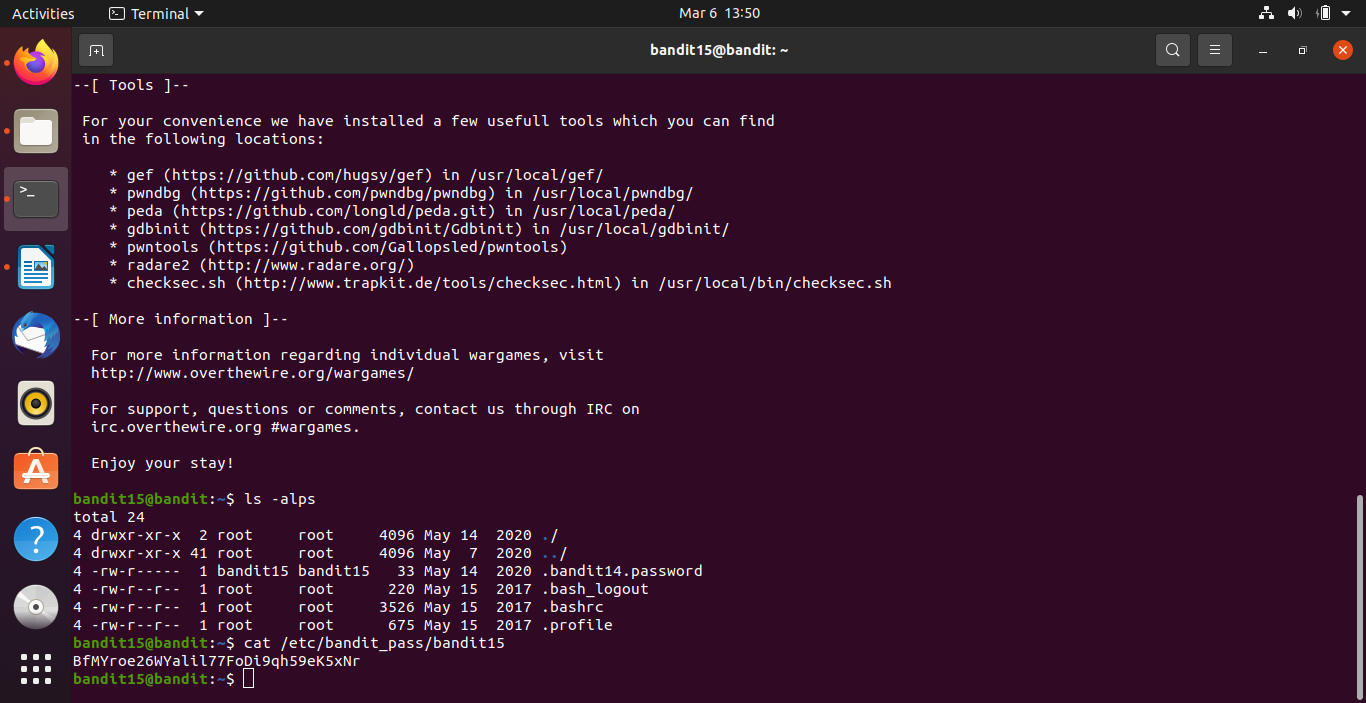 Activities
Terminal
Mar 6 13:50
bandit15@bandit: ~
--[ Tools ]--
For your convenience we have installed a few usefull tools which you can find
in the following locations:
* gef (https://github.com/hugsy/gef) in /usr/local/gef/
* pwndbg (https://github.com/pwndbg/pwndbg) in /usr/local/pwndbg/
* peda (https://github.com/longld/peda.git) in /usr/local/peda/
* gdbinit (https://github.com/gdbinit/Gdbinit) in /usr/local/gdbinit/
* pwntools (https://github.com/Gallopsled/pwntools)
* radare2 (http://www.radare.org/)
* checksec.sh (http://www.trapkit.de/tools/checksec.html) in /usr/local/bin/checksec.sh
--[ More information ]--
For more information regarding individual wargames, visit
http://www.overthewire.org/wargames/
For support, questions or comments, contact us through IRC on
irc.overthewire.org #wargames.
Enjoy your stay!
bandit15@bandit:~$ ls -alps
total 24
4 drwxr-xr-x  2 root     root     4096 May 14  2020 ./
4 drwxr-xr-x 41 root     root     4096 May  7  2020 ../
4 -rw-r-----  1 bandit15 bandit15   33 May 14  2020 .bandit14.password
4 -rw-r--r--  1 root     root      220 May 15  2017 .bash_logout
4 -rw-r--r--  1 root     root     3526 May 15  2017 .bashrc
4 -rw-r--r--  1 root     root      675 May 15  2017 .profile
bandit15@bandit:~$ cat /etc/bandit_pass/bandit15
BfMYroe26WYalil77FoDi9qh59eK5xNr
bandit15@bandit:~$